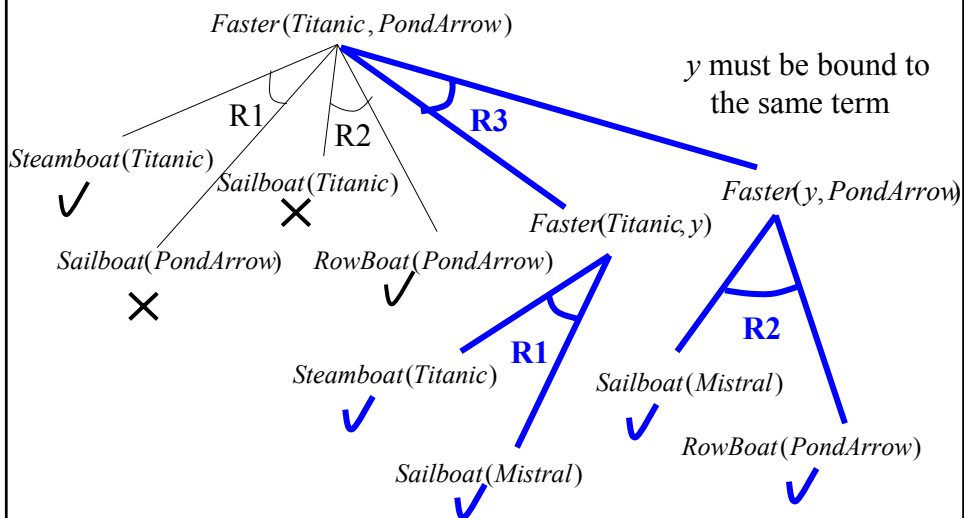 Faster(Titanic, PondArrow)
y must be bound to
the same term
R1
R2
R3
Steamboat(Titanic)
Sailboat(Titanic)
Faster(y, PondArrow)
Faster(Titanic, y)
Sailboat(PondArrow)
RowBoat(PondArrow)
R1
R2
Steamboat(Titanic)
Sailboat(Mistral)
RowBoat(PondArrow)
Sailboat(Mistral)